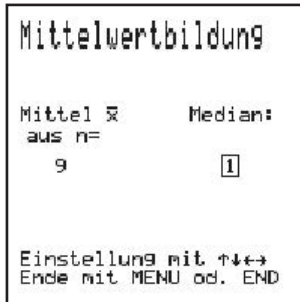 Mittelwertbildung
Mittel x̅ Median:
aus n=
9 1
Einstellung mit ↑↓←→
Ende mit MENU od. END